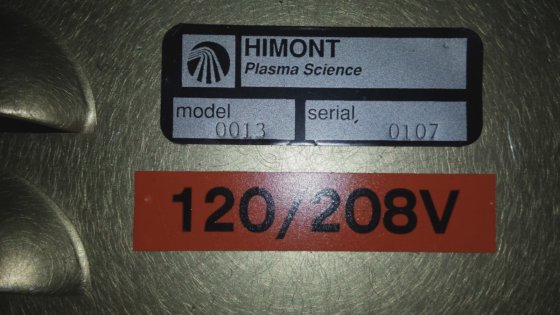 HIMONT
Plasma Science
model serial
0013 0107
120/208V